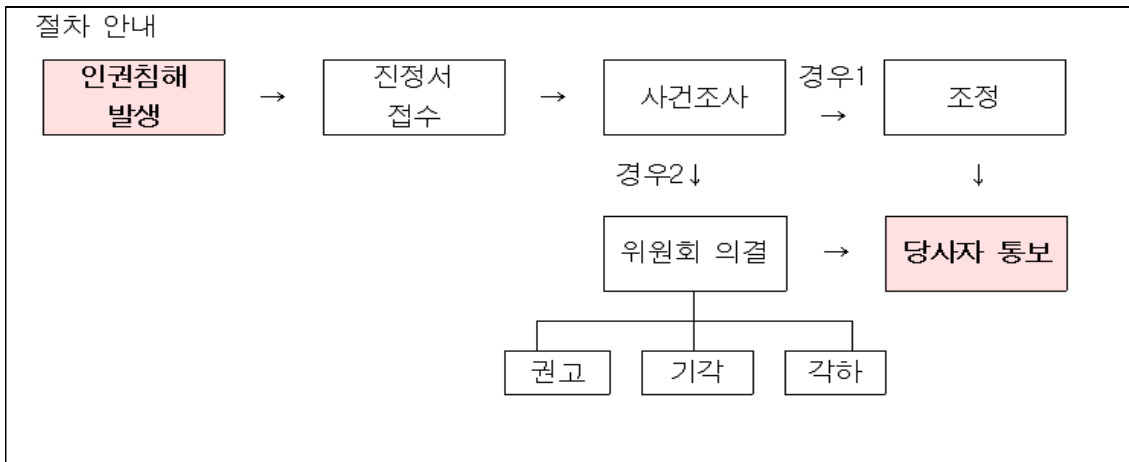 절차 안내
인권침해
발생
→
진정서
접수
→
사건조사
경우1
→
조정
경우2↓
↓
위원회 의결
→
당사자 통보
권고
기각
각하